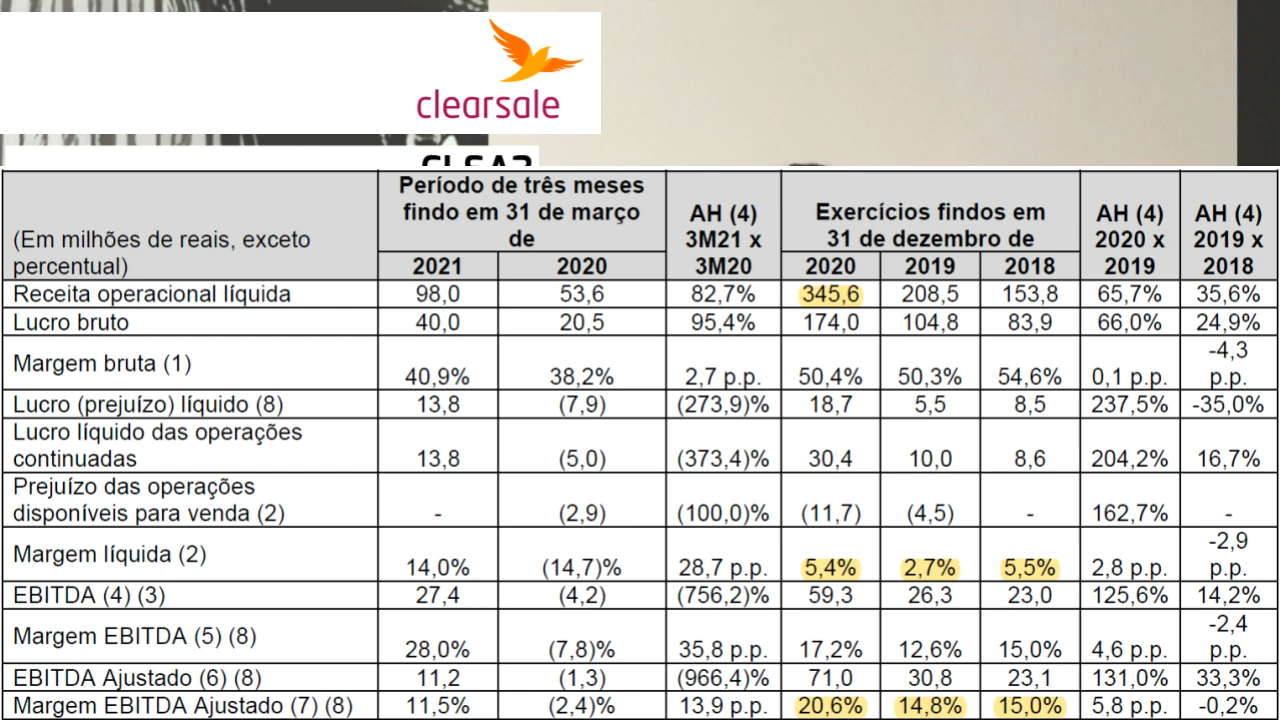 clearsale
CLSA3
(Em milhões de reais, exceto percentual)
Período de três meses findo em 31 de março de
AH (4) 3M21 x 3M20
Exercícios findos em 31 de dezembro de
AH (4) 2020 x 2019
AH (4) 2019 x 2018
2021 2020 2020 2019 2018
Receita operacional líquida 98,0 53,6 82,7% 345,6 208,5 153,8 65,7% 35,6%
Lucro bruto 40,0 20,5 95,4% 174,0 104,8 83,9 66,0% 24,9%
Margem bruta (1) 40,9% 38,2% 2,7 p.p. 50,4% 50,3% 54,6% 0,1 p.p. -4,3 p.p.
Lucro (prejuízo) líquido (8) 13,8 (7,9) (273,9)% 18,7 5,5 8,5 237,5% -35,0%
Lucro líquido das operações continuadas 13,8 (5,0) (373,4)% 30,4 10,0 8,6 204,2% 16,7%
Prejuízo das operações disponíveis para venda (2) - (2,9) (100,0)% (11,7) (4,5) - 162,7% -
Margem líquida (2) 14,0% (14,7)% 28,7 p.p. 5,4% 2,7% 5,5% 2,8 p.p. -2,9 p.p.
EBITDA (4) (3) 27,4 (4,2) (756,2)% 59,3 26,3 23,0 125,6% 14,2%
Margem EBITDA (5) (8) 28,0% (7,8)% 35,8 p.p. 17,2% 12,6% 15,0% 4,6 p.p. -2,4 p.p.
EBITDA Ajustado (6) (8) 11,2 (1,3) (966,4)% 71,0 30,8 23,1 131,0% 33,3%
Margem EBITDA Ajustado (7) (8) 11,5% (2,4)% 13,9 p.p. 20,6% 14,8% 15,0% 5,8 p.p. -0,2%